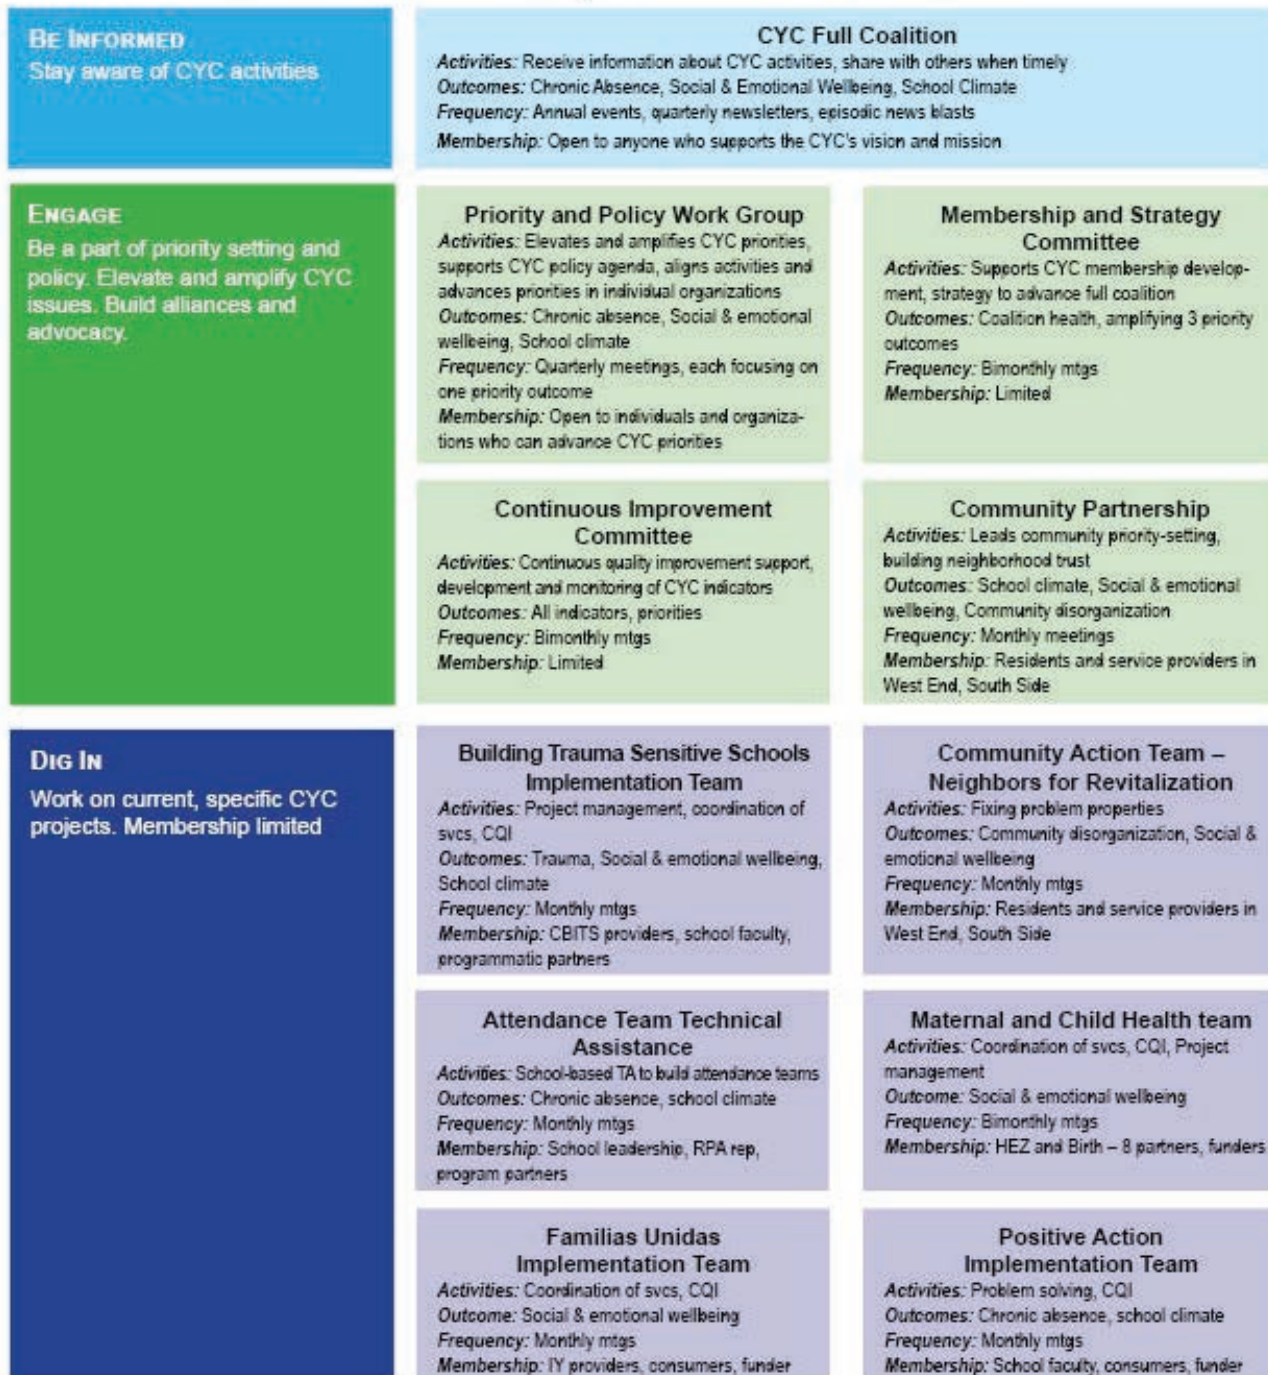 BE INFORMED
Stay aware of CYC activities
CYC Full Coalition
Activities: Receive information about CYC activities, share with others when timely
Outcomes: Chronic Absence, Social & Emotional Wellbeing, School Climate
Frequency: Annual events, quarterly newsletters, episodic news blasts
Membership: Open to anyone who supports the CYC's vision and mission
ENGAGE
Be a part of priority setting and
policy. Elevate and amplify CYC
issues. Build alliances and
advocacy.
Priority and Policy Work Group
Activities: Elevates and amplifies CYC priorities,
supports CYC policy agenda, aligns activities and
advances priorities in individual organizations
Outcomes: Chronic absence, Social & emotional
wellbeing, School climate
Frequency: Quarterly meetings, each focusing on
one priority outcome
Membership: Open to individuals and organiza-
tions who can advance CYC priorities
Membership and Strategy
Committee
Activities: Supports CYC membership develop-
ment, strategy to advance full coalition
Outcomes: Coalition health, amplifying 3 priority
outcomes
Frequency: Bimonthly mtgs
Membership: Limited
Continuous Improvement
Committee
Activities: Continuous quality improvement support,
development and monitoring of CYC indicators
Outcomes: All indicators, priorities
Frequency: Bimonthly mtgs
Membership: Limited
Community Partnership
Activities: Leads community priority-setting,
building neighborhood trust
Outcomes: School climate, Social & emotional
wellbeing, Community disorganization
Frequency: Monthly meetings
Membership: Residents and service providers in
West End, South Side
DIG IN
Work on current, specific CYC
projects. Membership limited
Building Trauma Sensitive Schools
Implementation Team
Activities: Project management, coordination of
svcs, CQI
Outcomes: Trauma, Social & emotional wellbeing,
School climate
Frequency: Monthly mtgs
Membership: CBITS providers, school faculty,
programmatic partners
Community Action Team –
Neighbors for Revitalization
Activities: Fixing problem properties
Outcomes: Community disorganization, Social &
emotional wellbeing
Frequency: Monthly mtgs
Membership: Residents and service providers in
West End, South Side
Attendance Team Technical
Assistance
Activities: School-based TA to build attendance teams
Outcomes: Chronic absence, school climate
Frequency: Monthly mtgs
Membership: School leadership, RPA rep,
program partners
Maternal and Child Health team
Activities: Coordination of svcs, CQI, Project
management
Outcome: Social & emotional wellbeing
Frequency: Bimonthly mtgs
Membership: HEZ and Birth – 8 partners, funders
Familias Unidas
Implementation Team
Activities: Coordination of svcs, CQI
Outcome: Social & emotional wellbeing
Frequency: Monthly mtgs
Membership: IY providers, consumers, funder
Positive Action
Implementation Team
Activities: Problem solving, CQI
Outcomes: Chronic absence, school climate
Frequency: Monthly mtgs
Membership: School faculty, consumers, funder